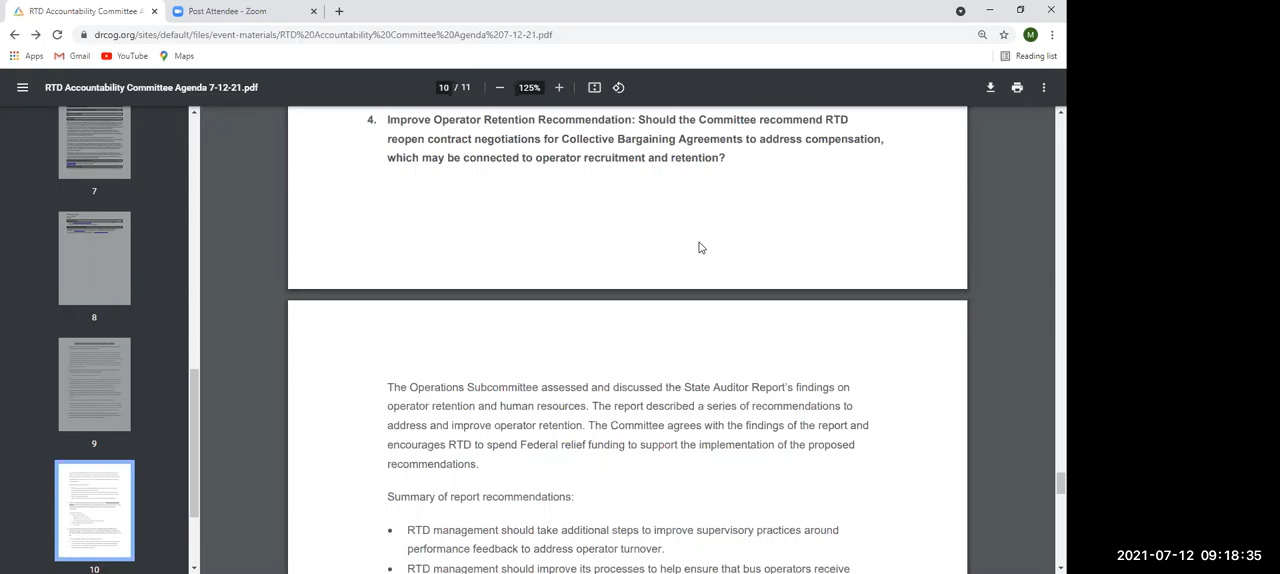 RTD Accountability Committee A
Post Attendee - Zoom
drcog.org/sites/default/files/event-materials/RTD%20Accountability%20Committee%20Agenda%207-12-21.pdf
M
Apps
Gmail
YouTube
Maps
Reading list
RTD Accountability Committee Agenda 7-12-21.pdf
10 / 11
125%
7
8
9
10
4. Improve Operator Retention Recommendation: Should the Committee recommend RTD
reopen contract negotiations for Collective Bargaining Agreements to address compensation,
which may be connected to operator recruitment and retention?
The Operations Subcommittee assessed and discussed the State Auditor Report's findings on
operator retention and human resources. The report described a series of recommendations to
address and improve operator retention. The Committee agrees with the findings of the report and
encourages RTD to spend Federal relief funding to support the implementation of the proposed
recommendations.
Summary of report recommendations:
• RTD management should take additional steps to improve supervisory practices around
performance feedback to address operator turnover.
• RTD management should improve its processes to help ensure that bus operators receive
2021-07-12 09:18:35